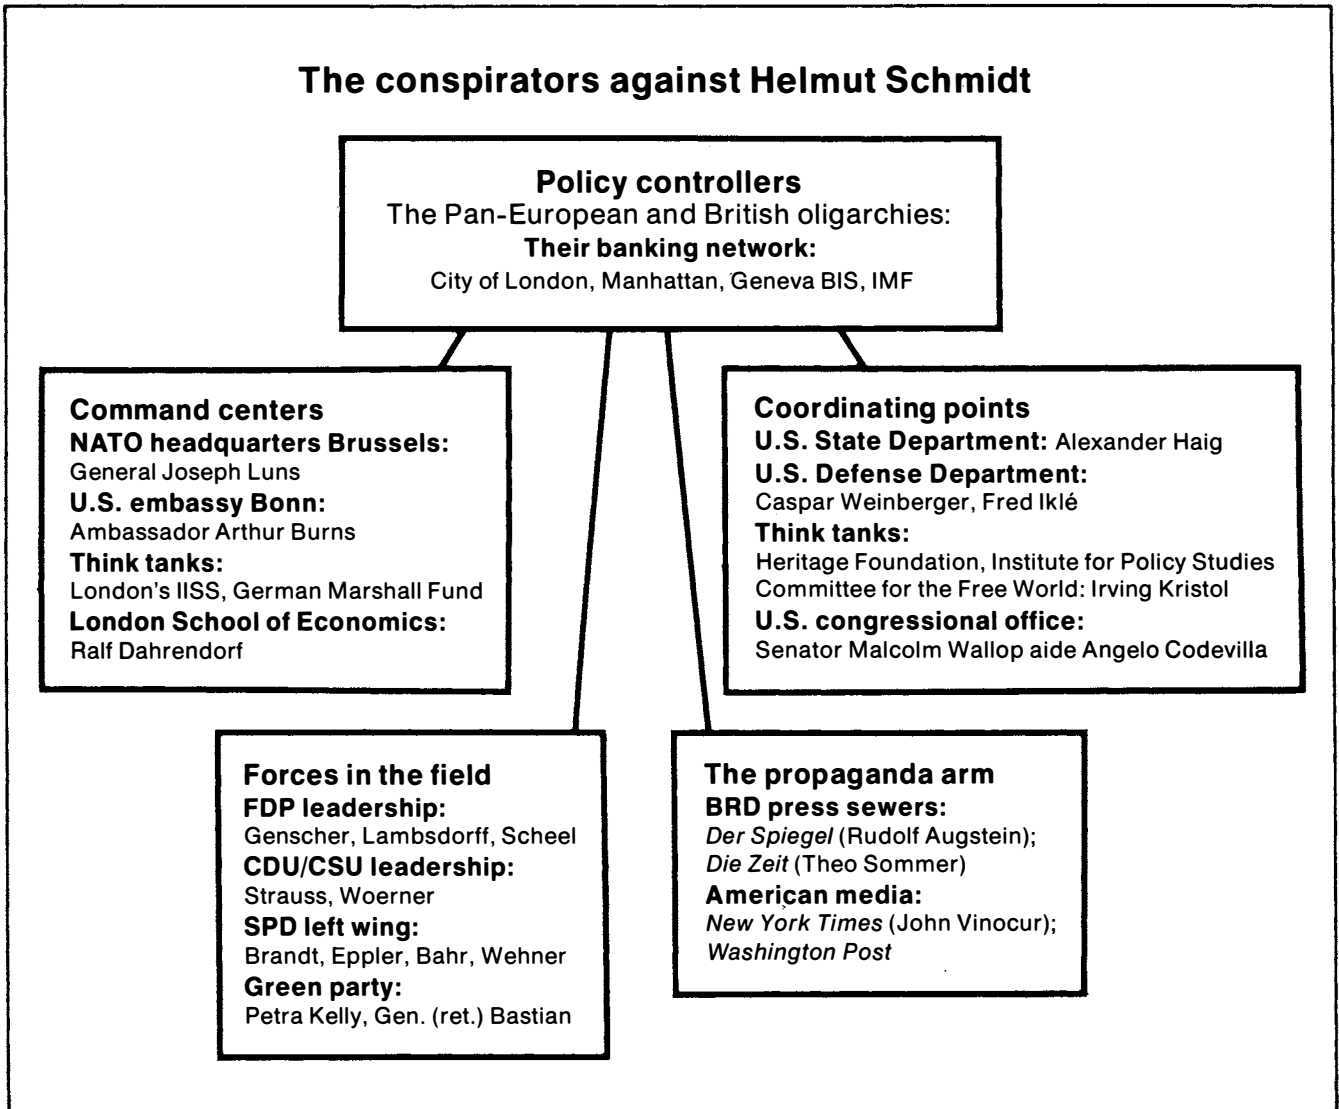 The conspirators against Helmut Schmidt
Policy controllers
The Pan-European and British oligarchies:
Their banking network:
City of London, Manhattan, Geneva BIS, IMF
Command centers
NATO headquarters Brussels:
General Joseph Luns
U.S. embassy Bonn:
Ambassador Arthur Burns
Think tanks:
London's IISS, German Marshall Fund
London School of Economics:
Ralf Dahrendorf
Coordinating points
U.S. State Department: Alexander Haig
U.S. Defense Department:
Caspar Weinberger, Fred Iklé
Think tanks:
Heritage Foundation, Institute for Policy Studies
Committee for the Free World: Irving Kristol
U.S. congressional office:
Senator Malcolm Wallop aide Angelo Codevilla
Forces in the field
FDP leadership:
Genscher, Lambsdorff, Scheel
CDU/CSU leadership:
Strauss, Woerner
SPD left wing:
Brandt, Eppler, Bahr, Wehner
Green party:
Petra Kelly, Gen. (ret.) Bastian
The propaganda arm
BRD press sewers:
Der Spiegel (Rudolf Augstein);
Die Zeit (Theo Sommer)
American media:
New York Times (John Vinocur);
Washington Post